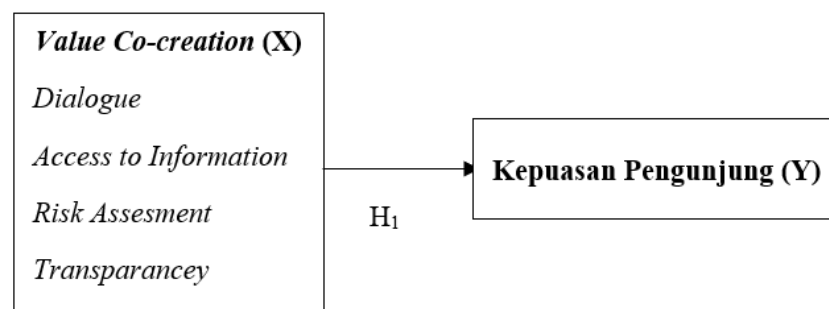 Value Co-creation (X)
Dialogue
Access to Information
Risk Assesment
Transparancey
H₁
Kepuasan Pengunjung (Y)